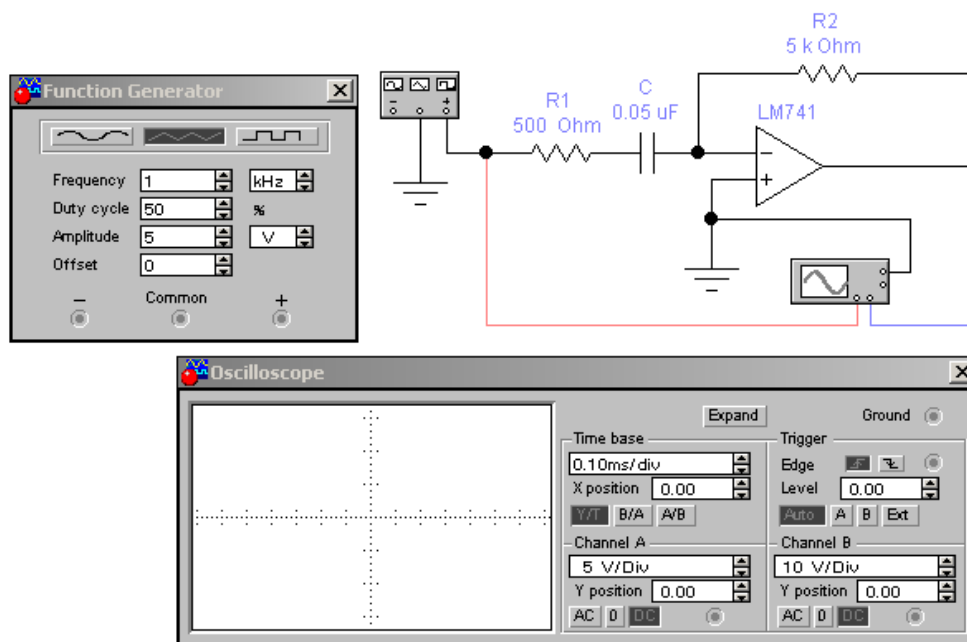 R2
5 k Ohm
Function Generator
R1
500 Ohm
C
0.05 uF
LM741
Frequency 1 kHz
Duty cycle 50 %
Amplitude 5 V
Offset 0
− Common +
− +
−
+
Oscilloscope
Expand
Ground
Time base
0.10ms/div
X position 0.00
Y/T B/A A/B
Trigger
Edge
Level 0.00
Auto A B Ext
Channel A
5 V/Div
Y position 0.00
AC 0 DC
Channel B
10 V/Div
Y position 0.00
AC 0 DC